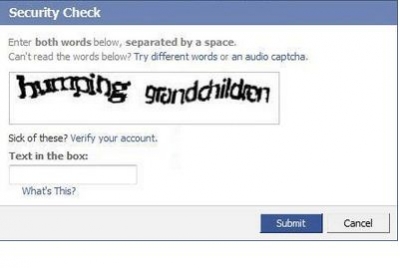 Security Check
Enter both words below, separated by a space.
Can't read the words below? Try different words or an audio captcha.
humping grandchildren
Sick of these? Verify your account.
Text in the box:
What's This?
Submit Cancel